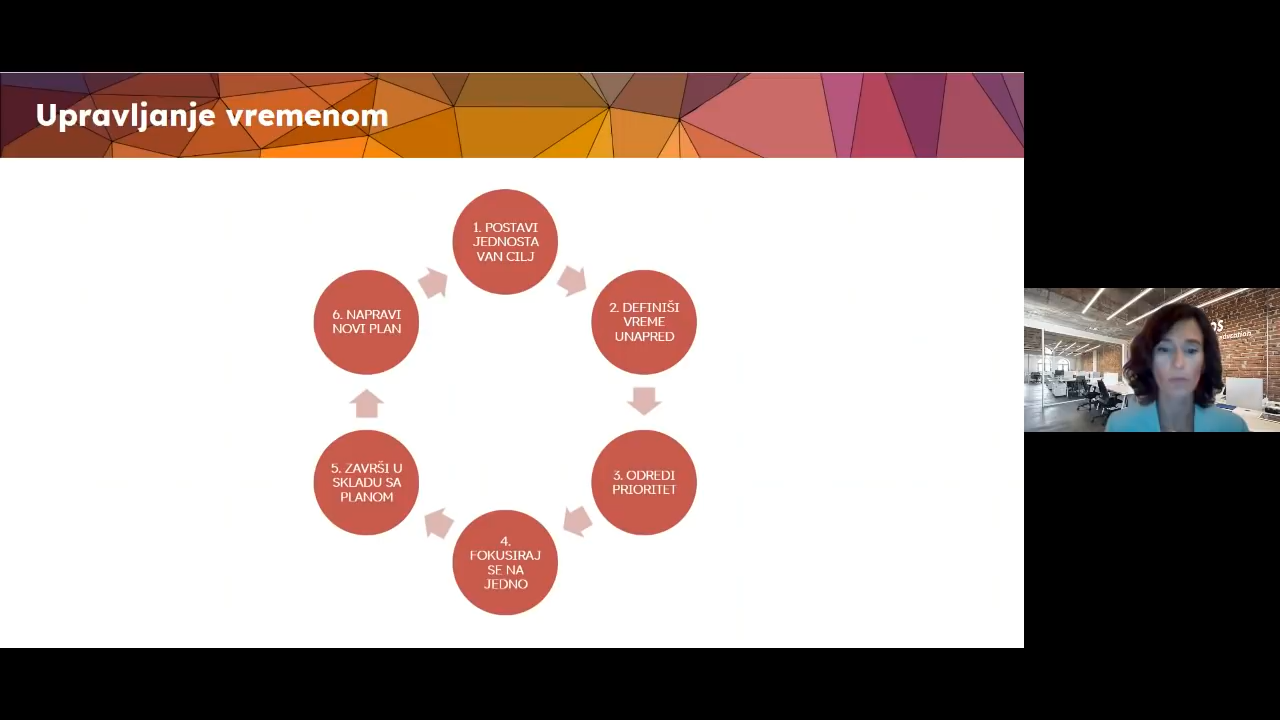 Upravljanje vremenom
1. POSTAVI
JEDNOSTA
VAN CILJ
2. DEFINIŠI
VREME
UNAPRED
3. ODREDI
PRIORITET
4.
FOKUSIRAJ
SE NA
JEDNO
5. ZAVRŠI U
SKLADU SA
PLANOM
6. NAPRAVI
NOVI PLAN
education